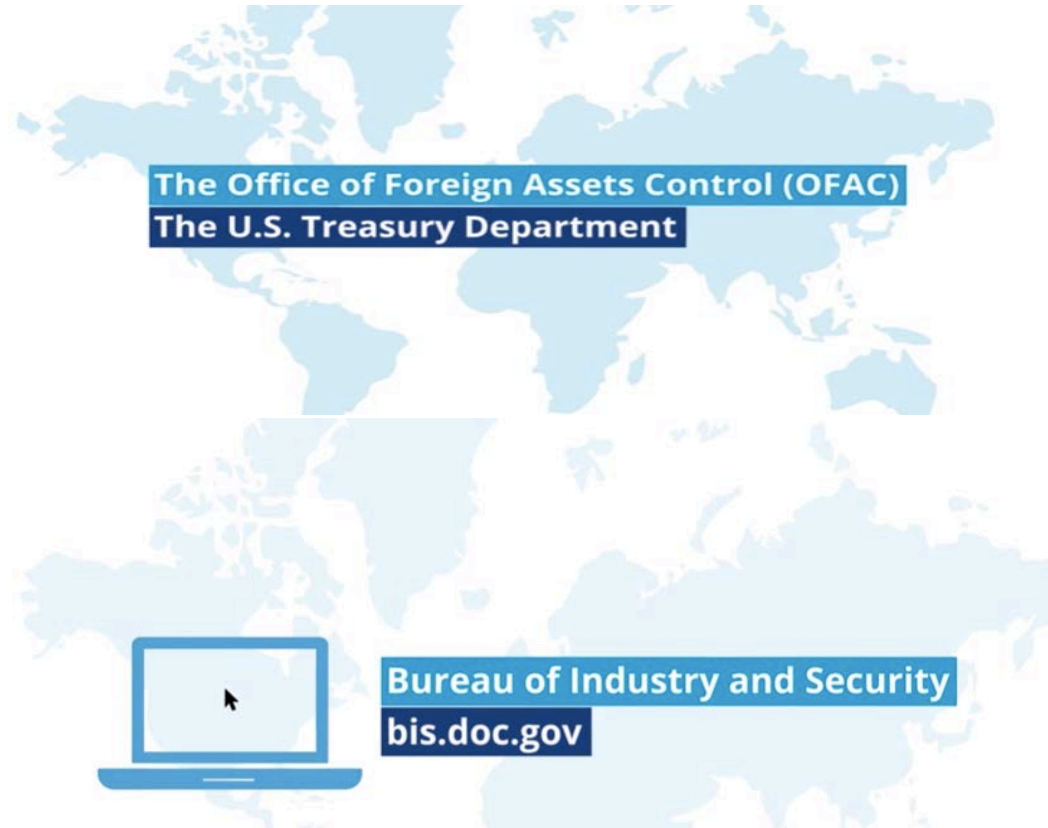 The Office of Foreign Assets Control (OFAC)
The U.S. Treasury Department
Bureau of Industry and Security
bis.doc.gov